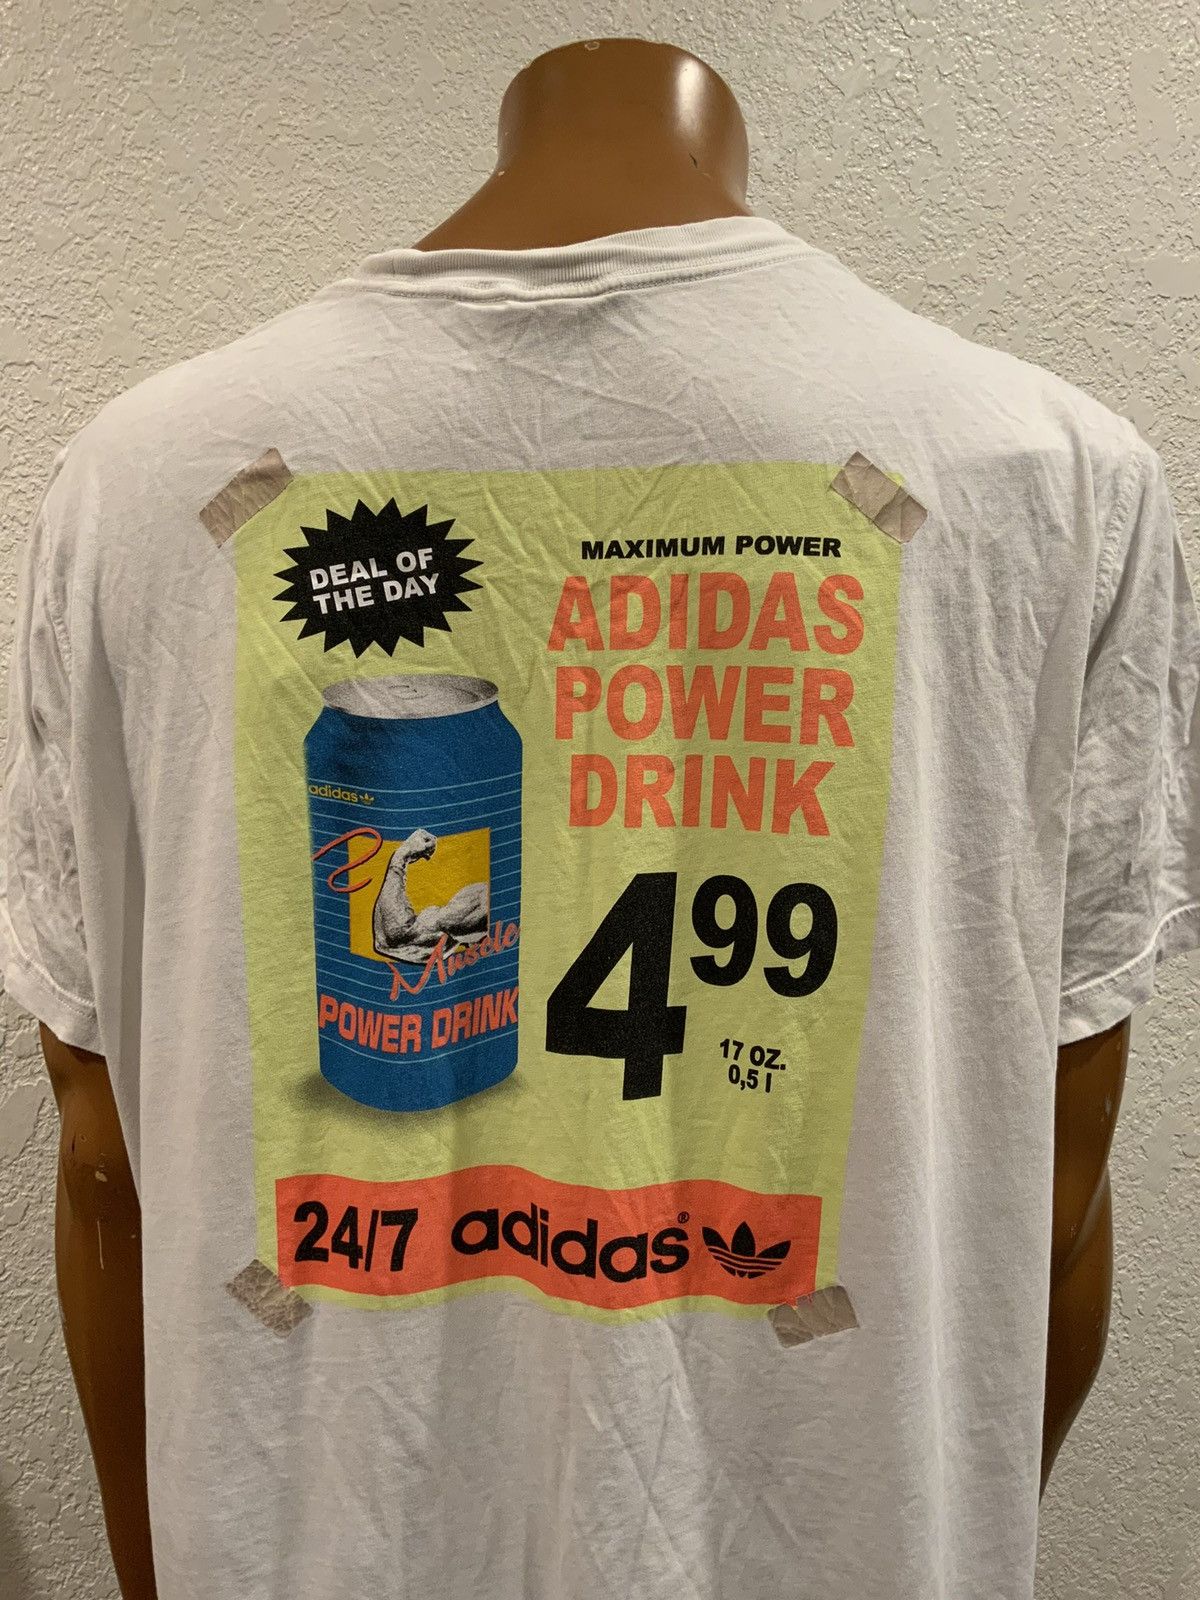 DEAL OF
THE DAY
MAXIMUM POWER
ADIDAS
POWER
DRINK
adidas
Muscle
POWER DRINK
4 99
17 OZ.
0,5 l
24/7 adidas®